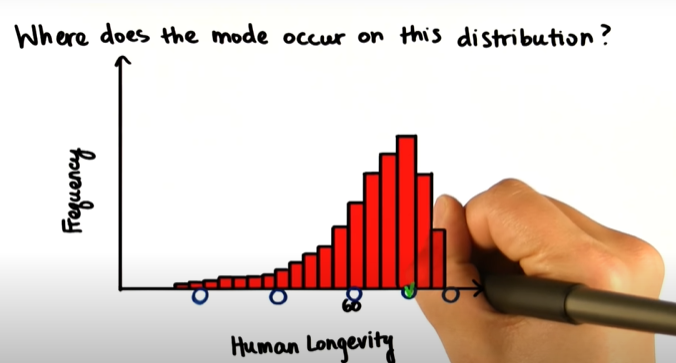 Where does the mode occur on this distribution?
Frequency
60
Human Longevity